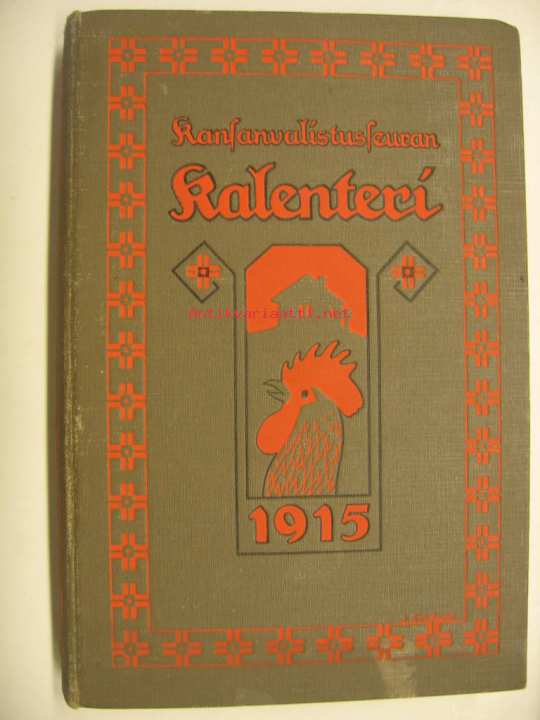 Kanſanvaliſtusſeuran
Kalenteri
Antikvariaatti.net
1915